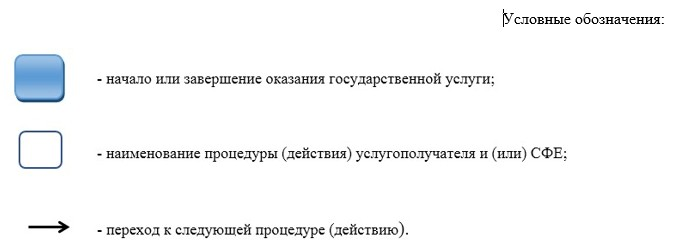 Условные обозначения:
- начало или завершение оказания государственной услуги;
- наименование процедуры (действия) услугополучателя и (или) СФЕ;
- переход к следующей процедуре (действию).